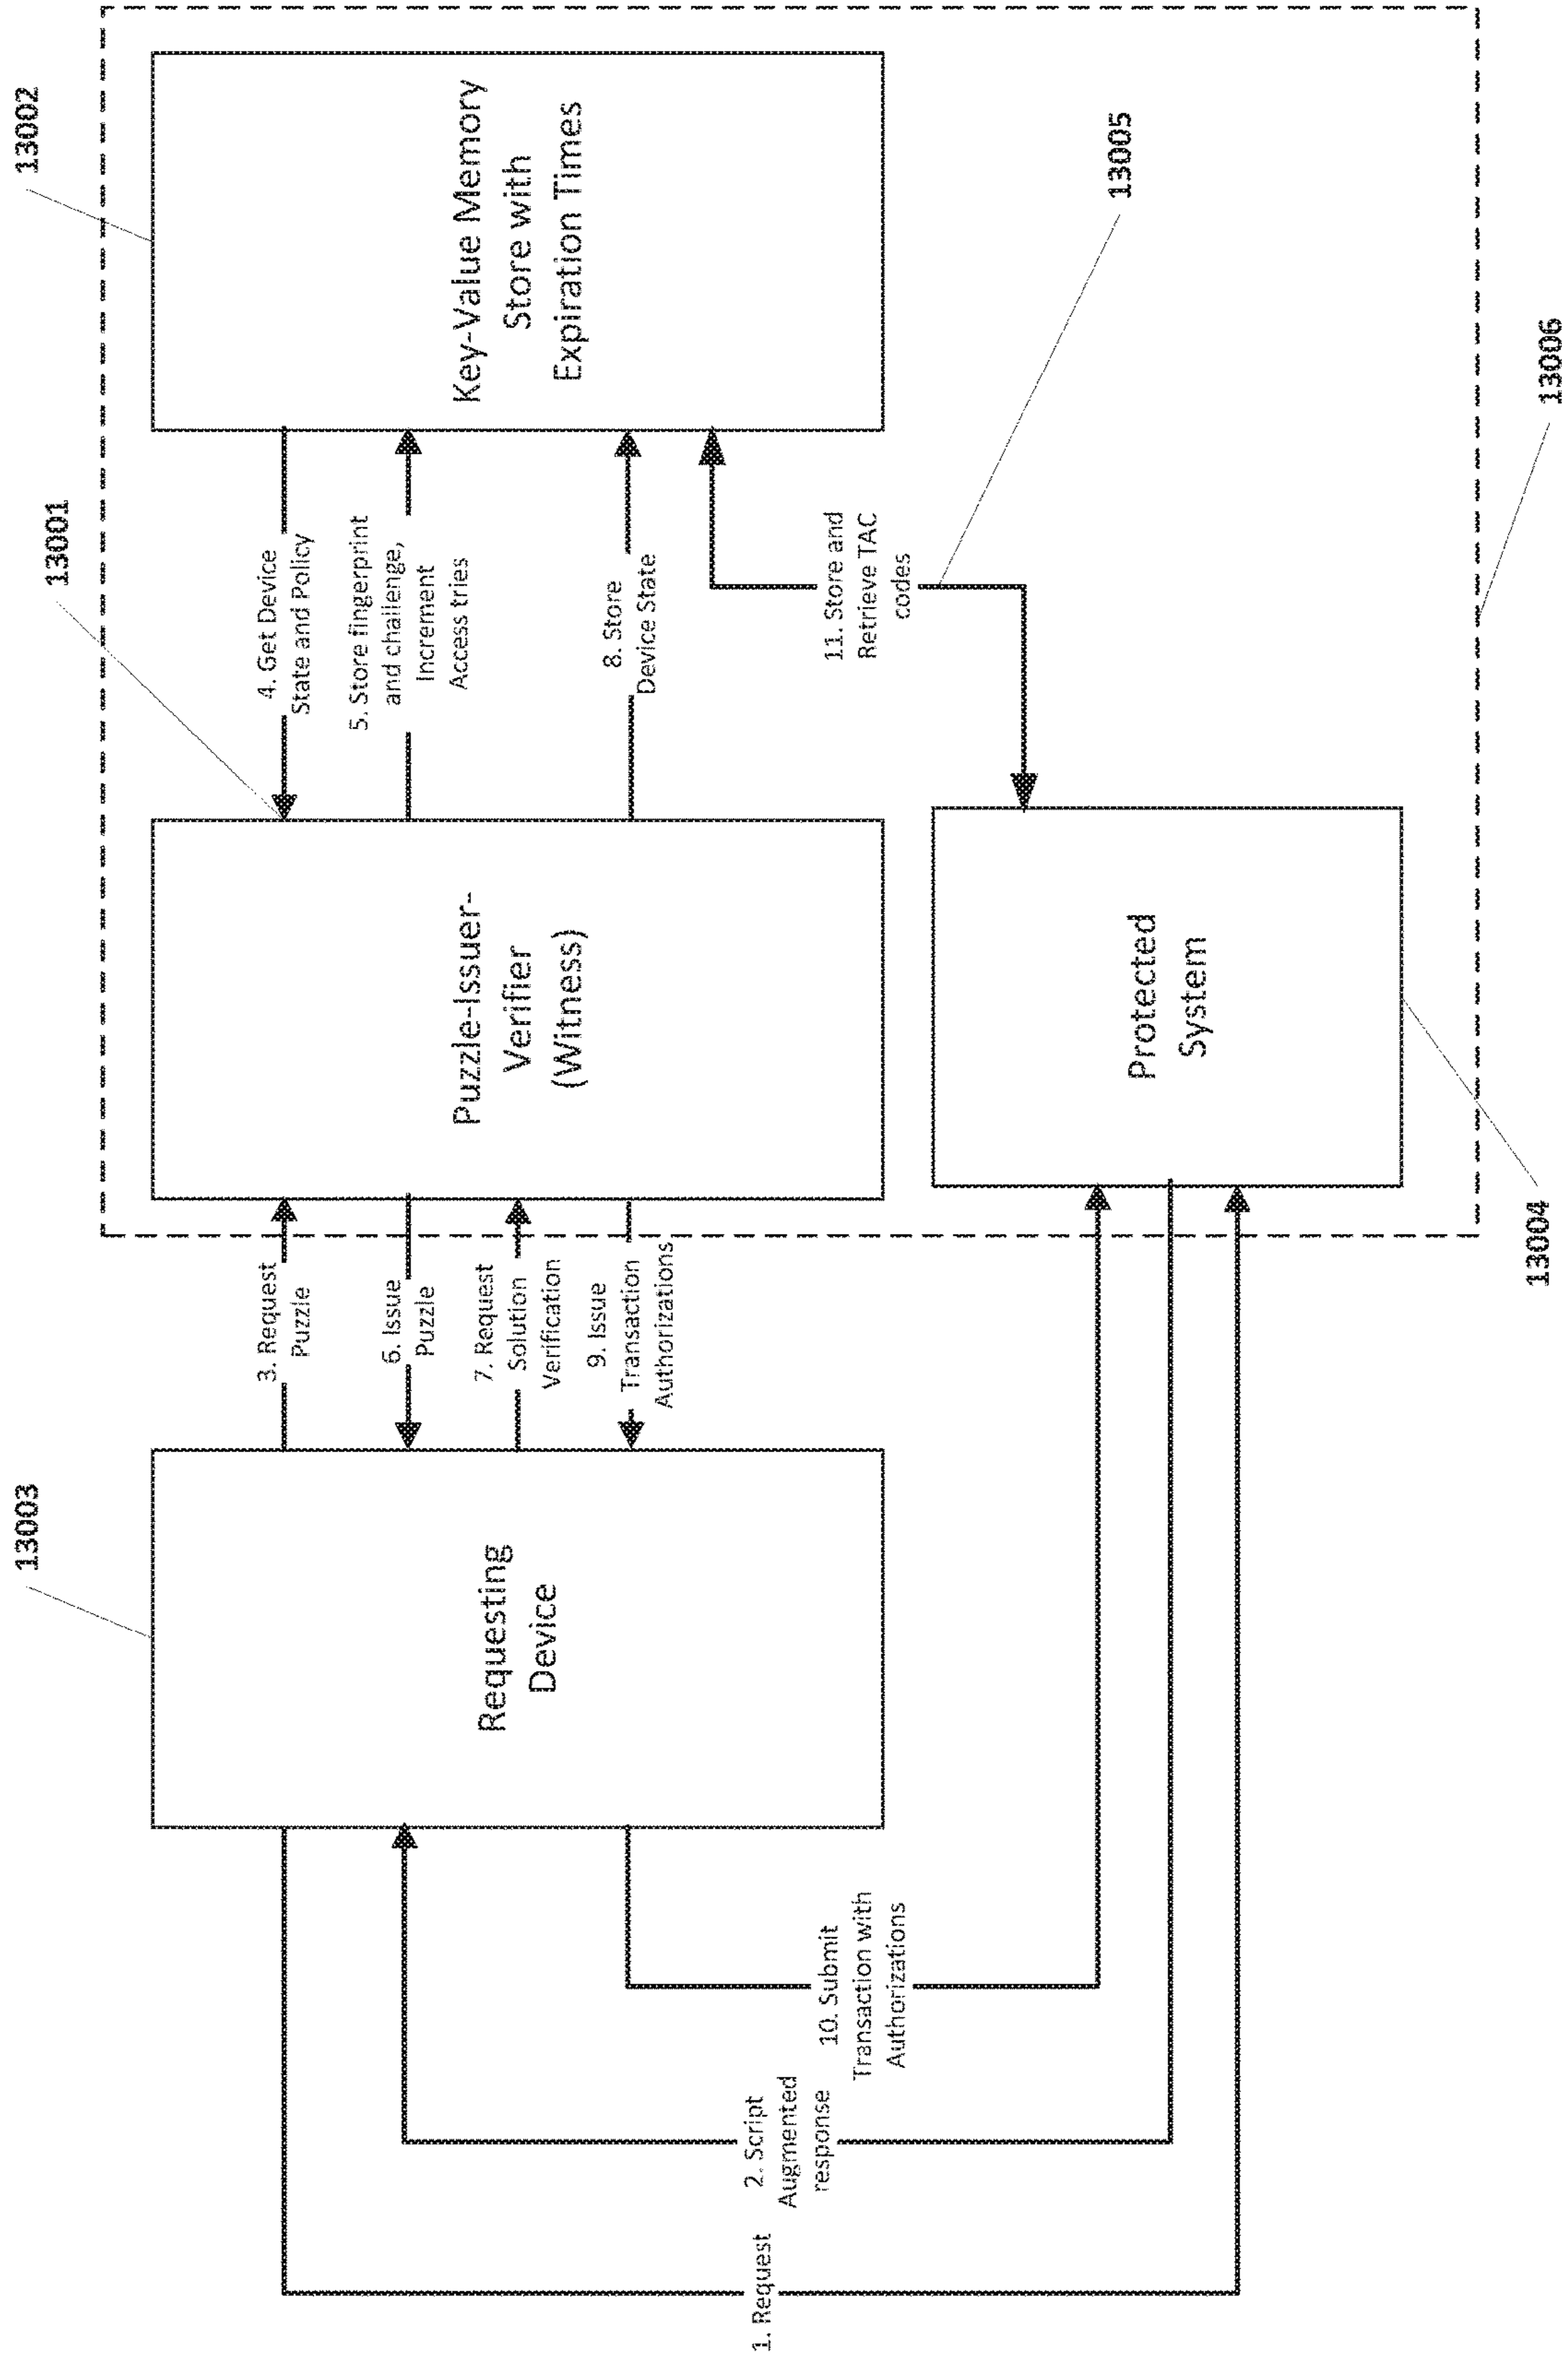 13003
13001
13002
Requesting
Device
3. Request
Puzzle
6. Issue
Puzzle
7. Request
Solution
Verification
9. Issue
Transaction
Authorizations
Puzzle-Issuer-
Verifier
(Witness)
4. Get Device
State and Policy
5. Store fingerprint
and challenge,
Increment
Access tries
8. Store
Device State
Key-Value Memory
Store with
Expiration Times
1. Request
2. Script
Augmented
response
10. Submit
Transaction with
Authorizations
11. Store and
Retrieve TAC
codes
Protected
System
13005
13004
13006